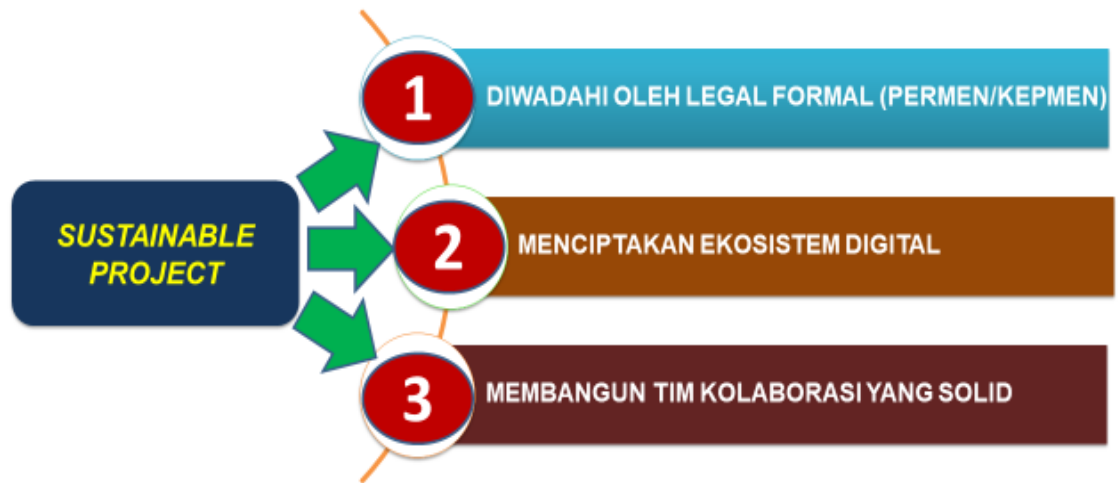 SUSTAINABLE
PROJECT
1
DIWADAHI OLEH LEGAL FORMAL (PERMEN/KEPMEN)
2
MENCIPTAKAN EKOSISTEM DIGITAL
3
MEMBANGUN TIM KOLABORASI YANG SOLID